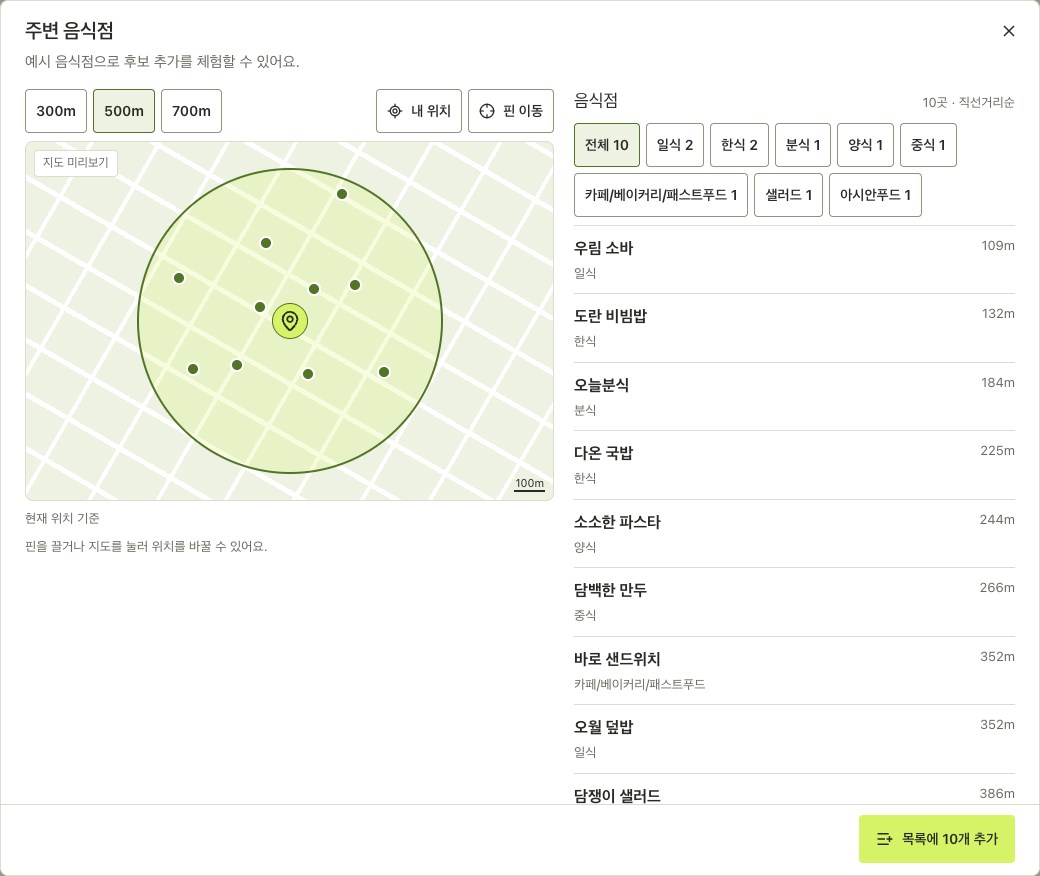 주변 음식점
예시 음식점으로 후보 추가를 체험할 수 있어요.
300m
500m
700m
내 위치
핀 이동
지도 미리보기
100m
현재 위치 기준
핀을 끌거나 지도를 눌러 위치를 바꿀 수 있어요.
음식점
10곳 · 직선거리순
전체 10
일식 2
한식 2
분식 1
양식 1
중식 1
카페/베이커리/패스트푸드 1
샐러드 1
아시안푸드 1
우림 소바
109m
일식
도란 비빔밥
132m
한식
오늘분식
184m
분식
다온 국밥
225m
한식
소소한 파스타
244m
양식
담백한 만두
266m
중식
바로 샌드위치
352m
카페/베이커리/패스트푸드
오월 덮밥
352m
일식
담쟁이 샐러드
386m
목록에 10개 추가